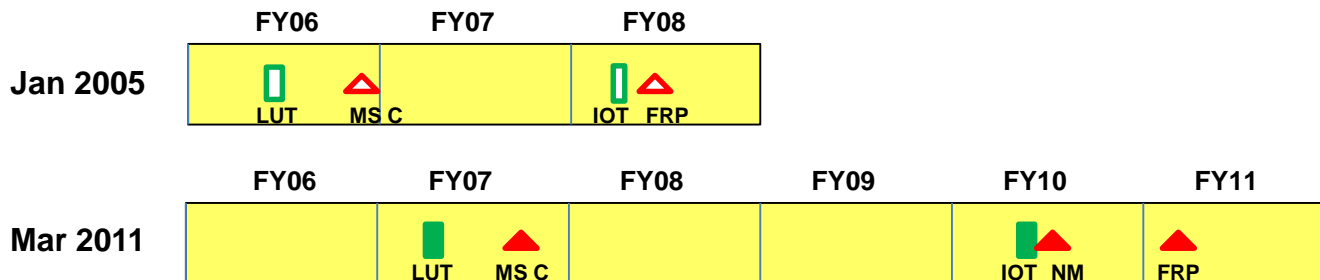 FY06 FY07 FY08
Jan 2005
LUT MS C IOT FRP
FY06 FY07 FY08 FY09 FY10 FY11
Mar 2011
LUT MS C IOT NM FRP